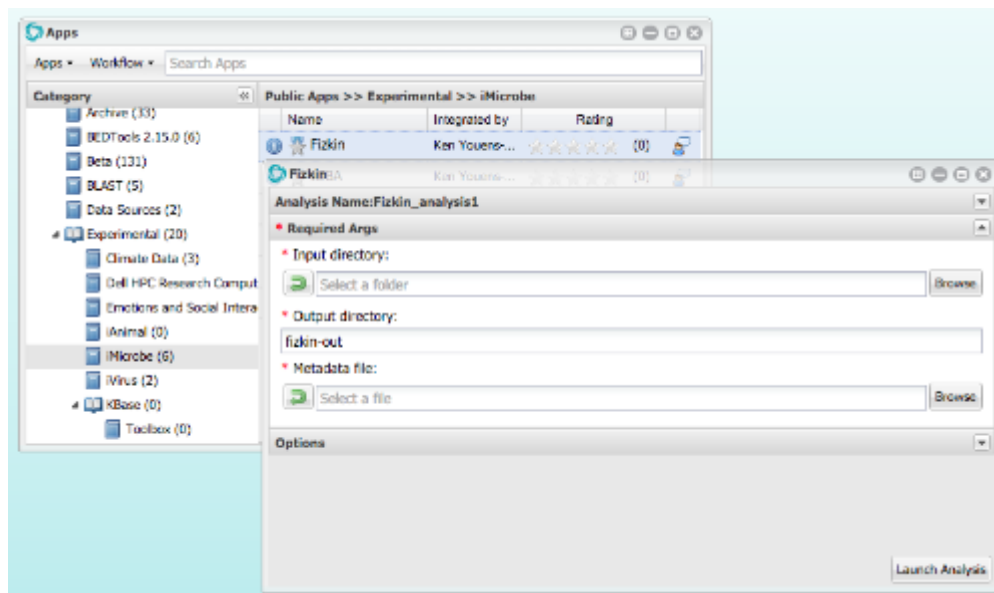 Apps
Apps Workflow Search Apps
Category
Archive (33)
BEDTools 2.15.0 (6)
Beta (131)
BLAST (5)
Data Sources (2)
Experimental (20)
Climate Data (3)
Dell HPC Research Comput
Emotions and Social Intera
iAnimal (0)
iMicrobe (6)
iVirus (2)
KBase (0)
Toolbox (0)
Public Apps >> Experimental >> iMicrobe
Name Integrated by Rating
Fizkin Ken Youens-... (0)
Ken Youens-... (0)
Fizkin
Analysis Name:Fizkin_analysis1
* Required Args
* Input directory:
Select a folder Browse
* Output directory:
fizkin-out
* Metadata file:
Select a file Browse
Options
Launch Analysis